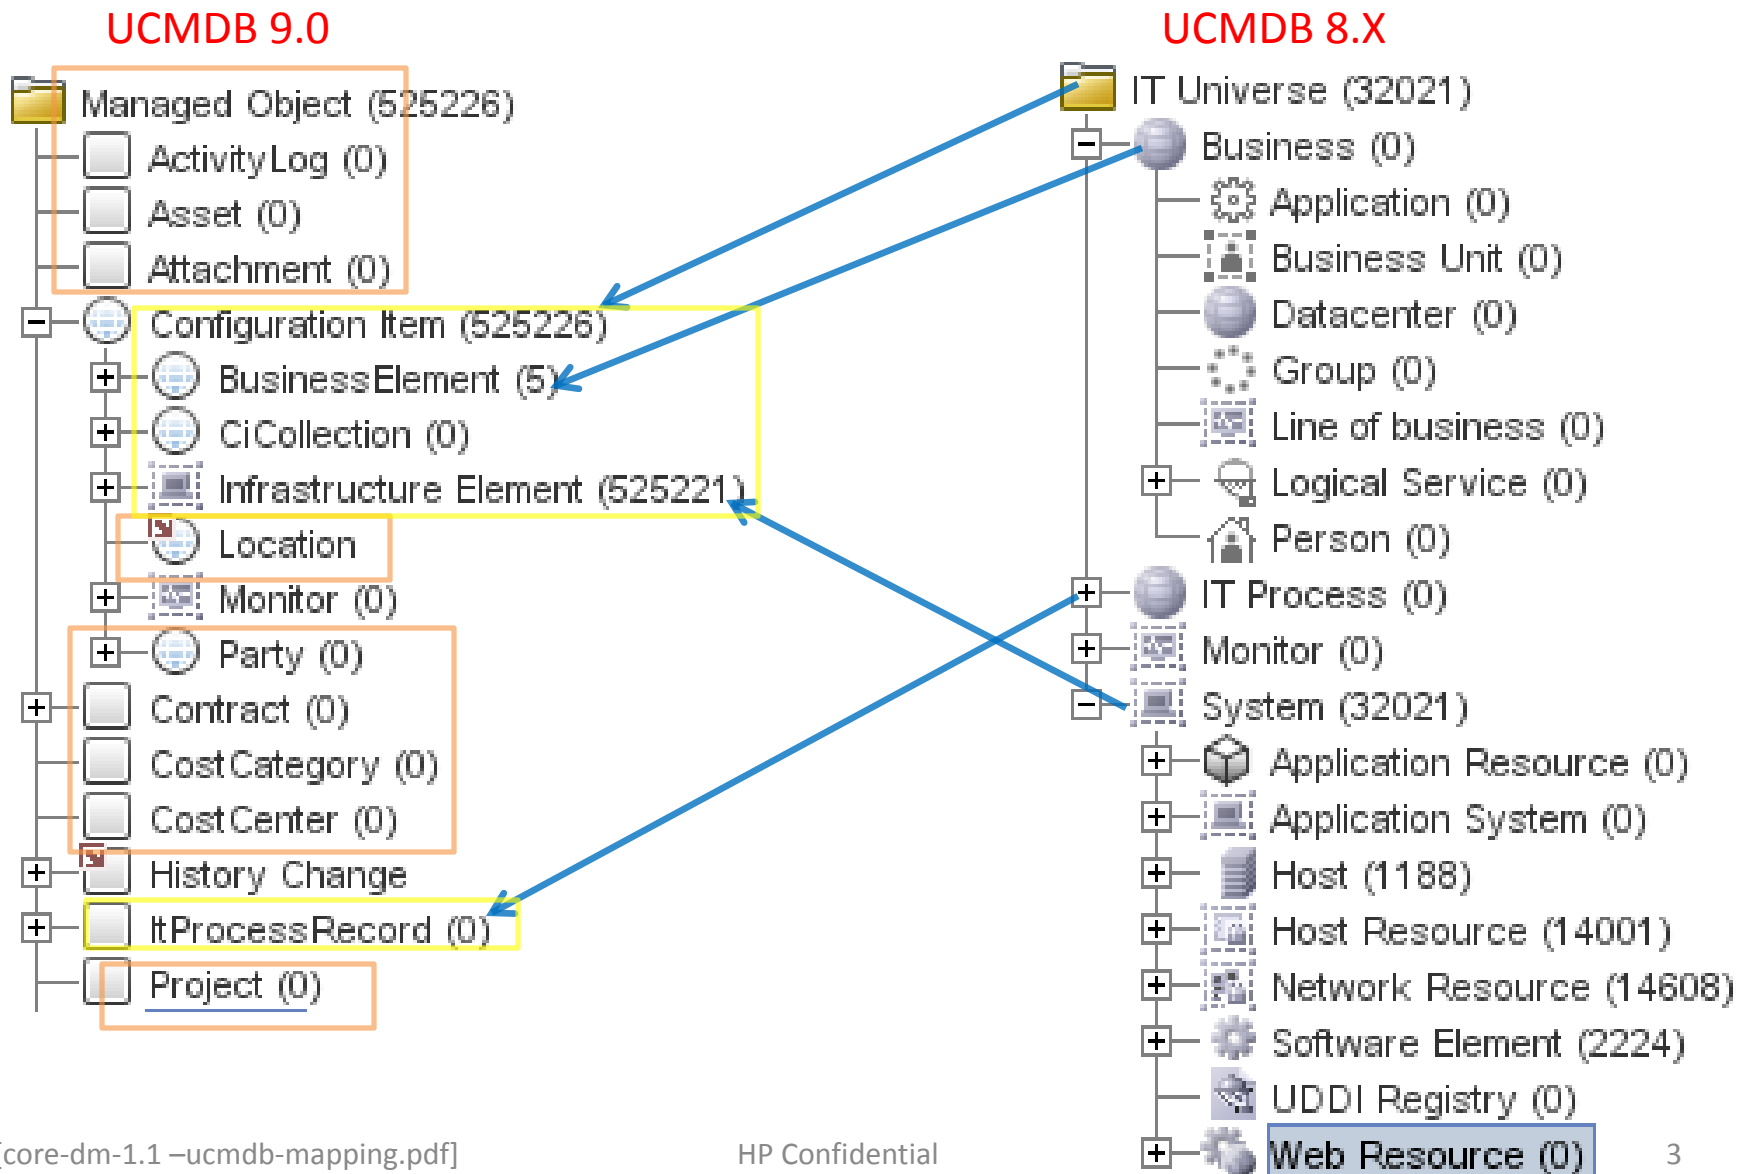 UCMDB 9.0
Managed Object (525226)
ActivityLog (0)
Asset (0)
Attachment (0)
Configuration Item (525226)
BusinessElement (5)
CiCollection (0)
Infrastructure Element (525221)
Location
Monitor (0)
Party (0)
Contract (0)
CostCategory (0)
CostCenter (0)
History Change
ItProcessRecord (0)
Project (0)
UCMDB 8.X
IT Universe (32021)
Business (0)
Application (0)
Business Unit (0)
Datacenter (0)
Group (0)
Line of business (0)
Logical Service (0)
Person (0)
IT Process (0)
Monitor (0)
System (32021)
Application Resource (0)
Application System (0)
Host (1188)
Host Resource (14001)
Network Resource (14608)
Software Element (2224)
UDDI Registry (0)
Web Resource (0)
[core-dm-1.1 –ucmdb-mapping.pdf]
HP Confidential
3